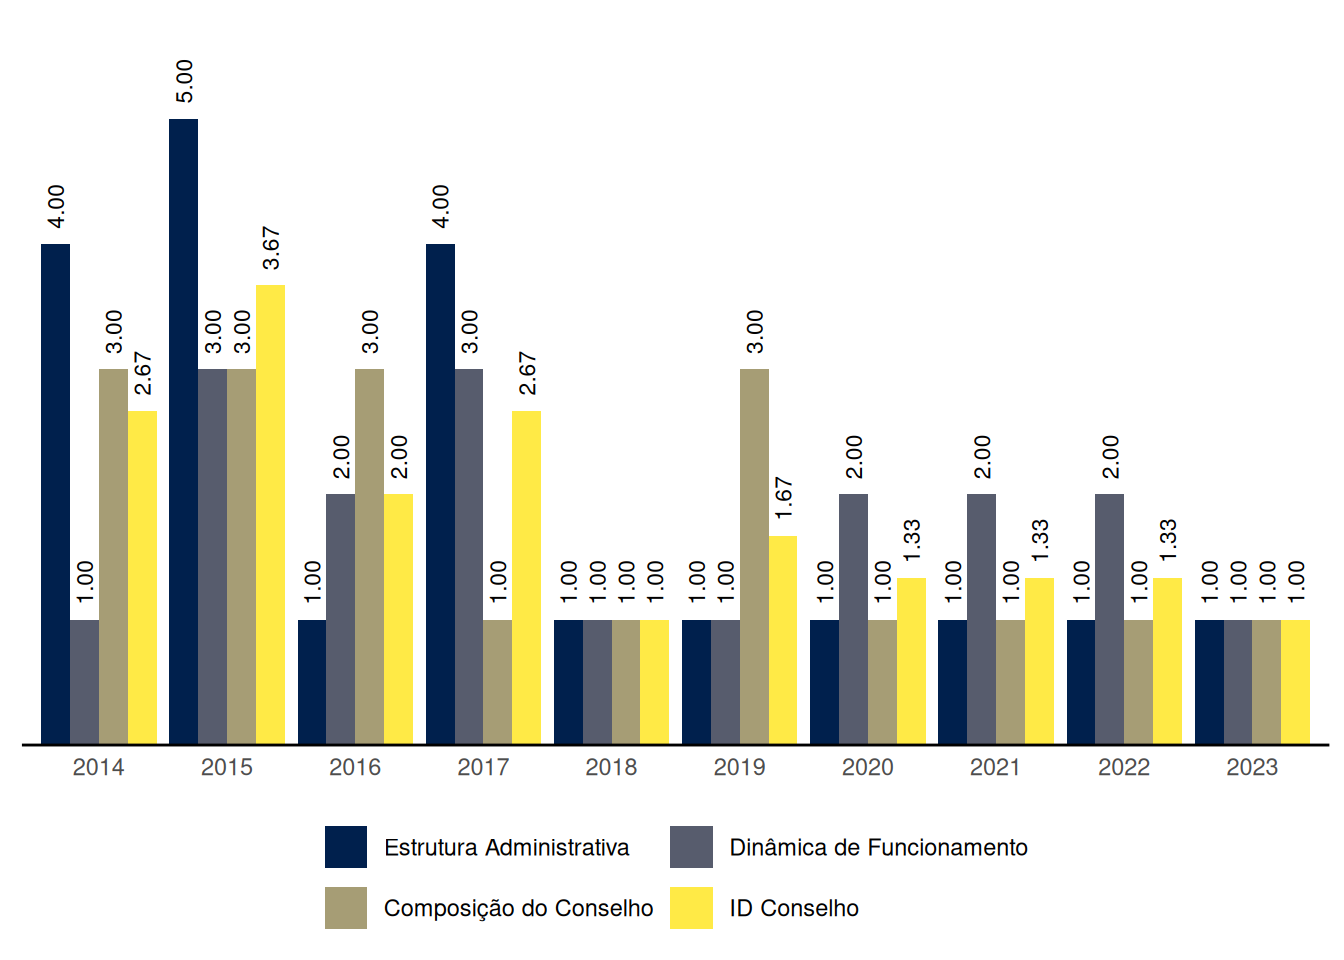 4.00 1.00 3.00 2.67 5.00 3.00 3.00 3.67 1.00 2.00 3.00 2.00 4.00 3.00 1.00 2.67 1.00 1.00 1.00 1.00 1.00 1.00 3.00 1.67 1.00 2.00 1.00 1.33 1.00 2.00 1.00 1.33 1.00 2.00 1.00 1.33 1.00 1.00 1.00 1.00
2014 2015 2016 2017 2018 2019 2020 2021 2022 2023
Estrutura Administrativa Dinâmica de Funcionamento
Composição do Conselho ID Conselho